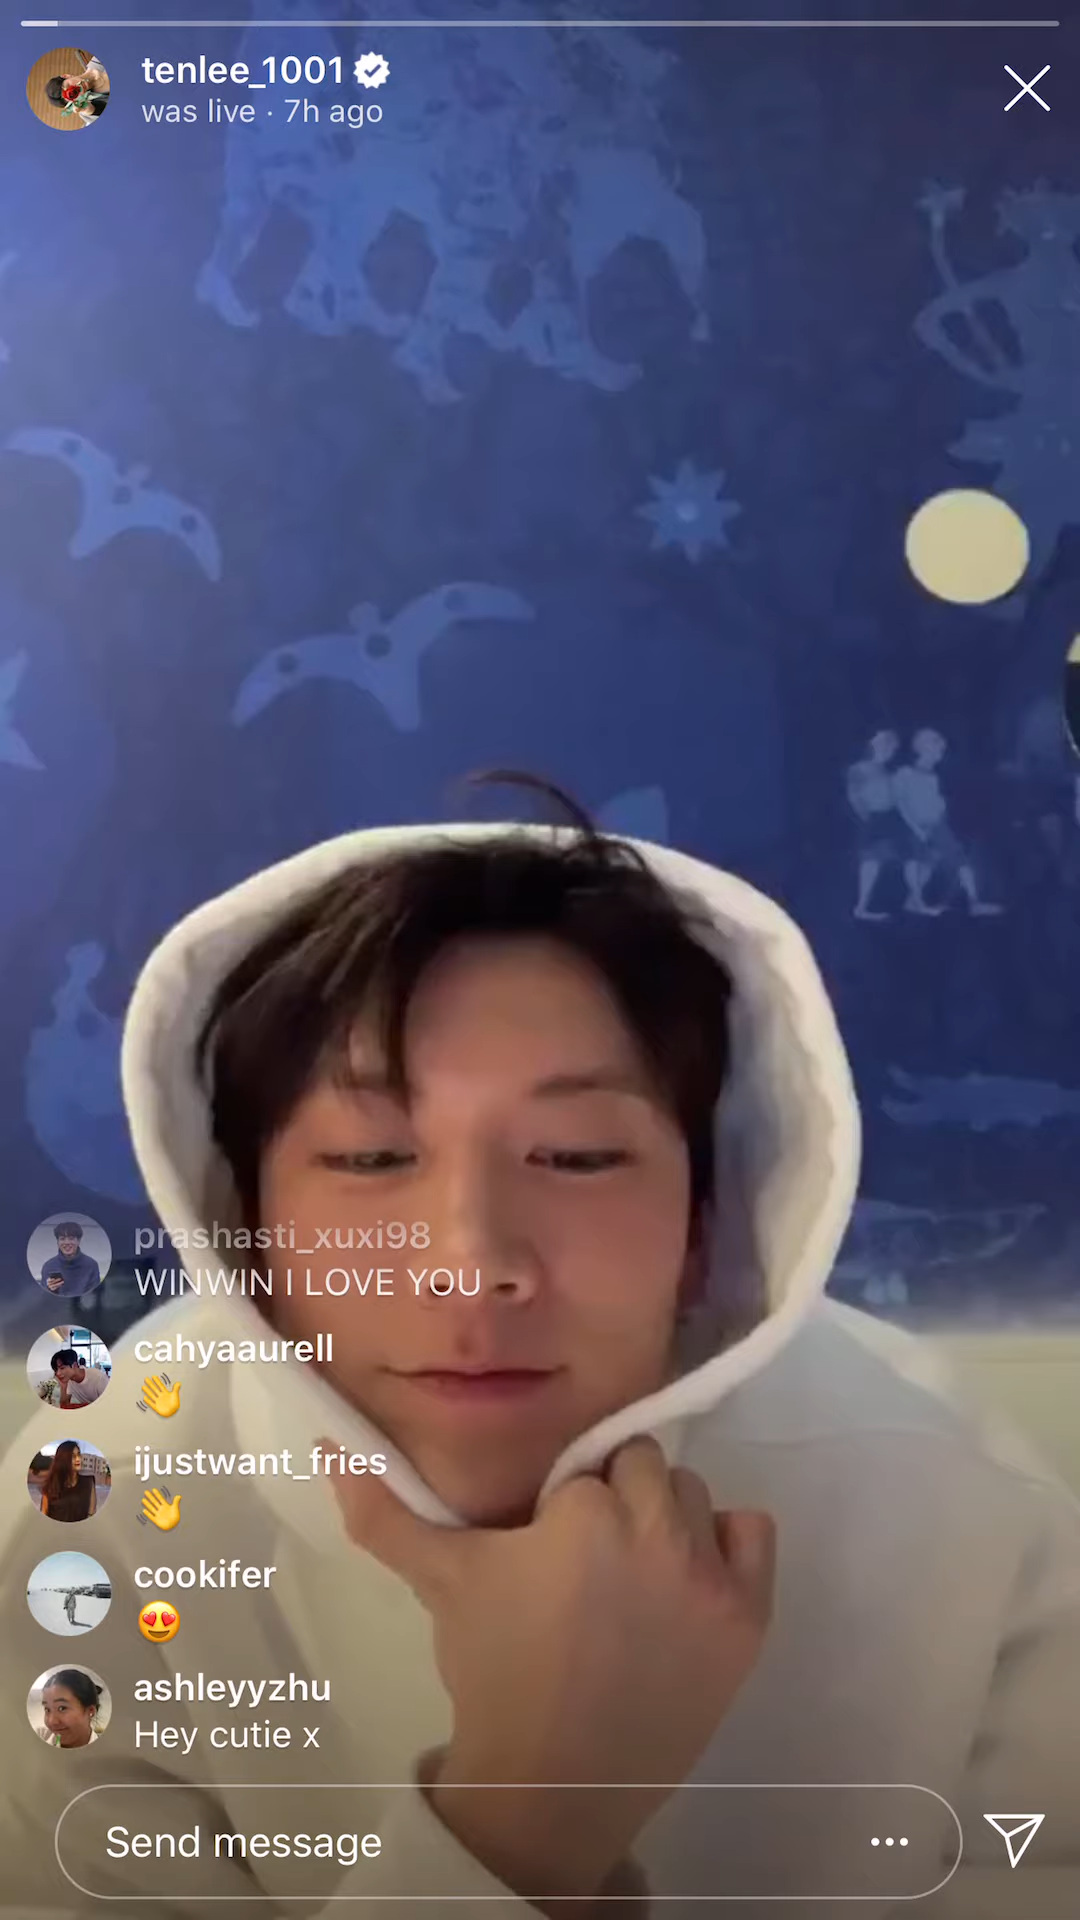 tenlee_1001
was live · 7h ago
prashasti_xuxi98
WINWIN I LOVE YOU
cahyaaurell
👋
ijustwant_fries
👋
cookifer
😍
ashleyyzhu
Hey cutie x
Send message